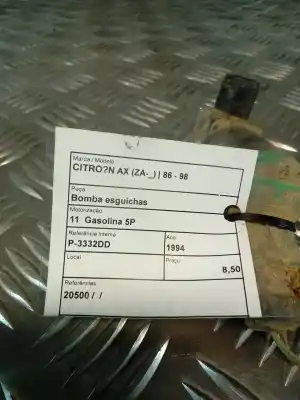 Marca / Modelo
CITRO?N AX (ZA-_) | 86 - 98
Peça
Bomba esguichas
Motorização
11 Gasolina 5P
Referência Interna
P-3332DD
Ano
1994
Local
Preço
8,50
Referências
20500 / /